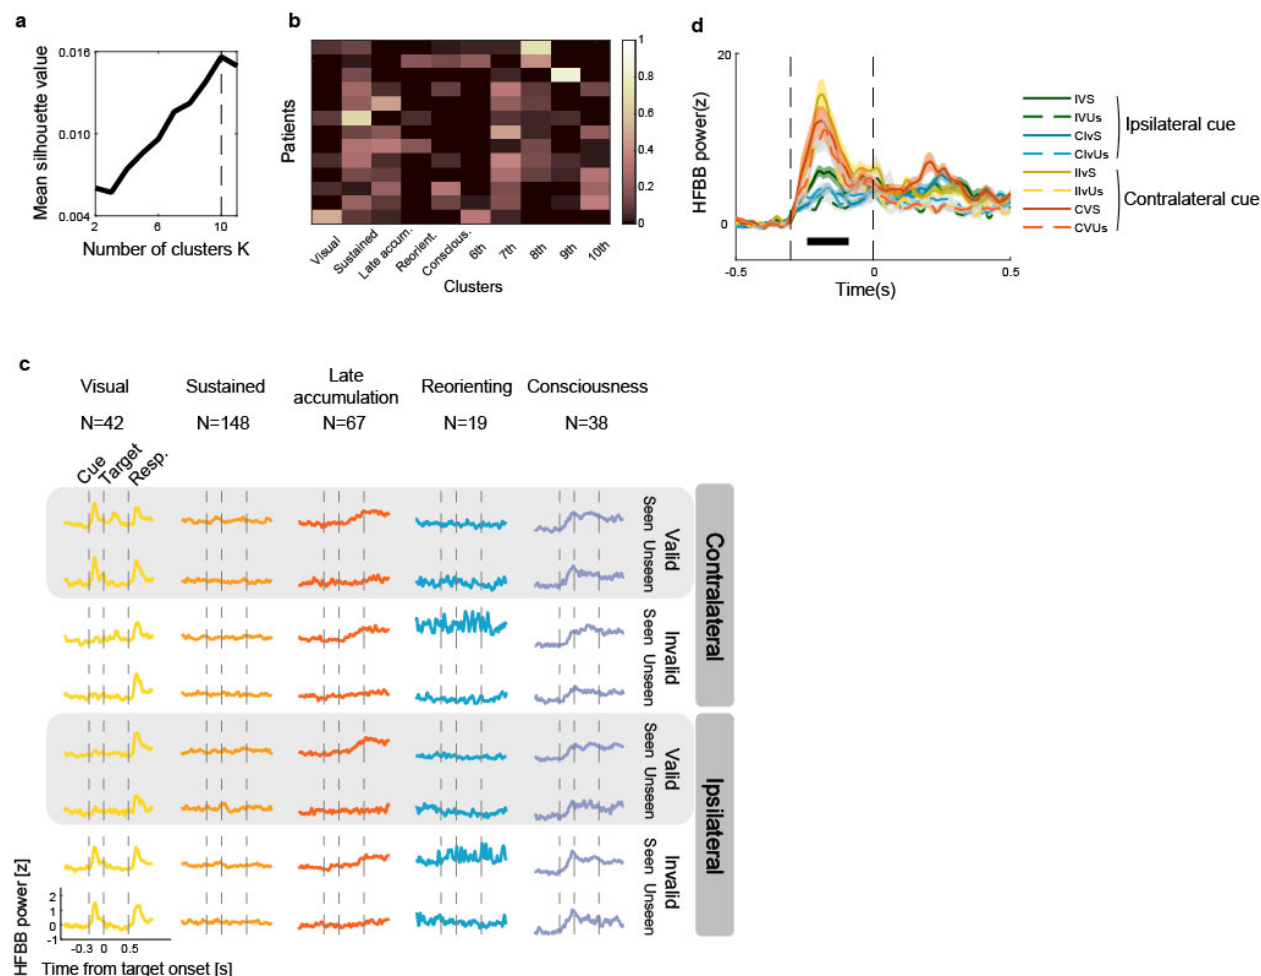 a
Mean silhouette value
0.016
0.010
0.004
2 6 10
Number of clusters K
b
Patients
1
0.8
0.6
0.4
0.2
0
Visual
Sustained
Late accum.
Reorient.
Conscious.
6th
7th
8th
9th
10th
Clusters
d
HFBB power(z)
20
0
-0.5 0 0.5
Time(s)
IVS
IVUs
CIvS
CIvUs
IIvS
IIvUs
CVS
CVUs
Ipsilateral cue
Contralateral cue
c
Visual
N=42
Sustained
N=148
Late
accumulation
N=67
Reorienting
N=19
Consciousness
N=38
Cue
Target
Resp.
Seen
Unseen
Valid
Seen
Unseen
Invalid
Contralateral
Seen
Unseen
Valid
Seen
Unseen
Invalid
Ipsilateral
HFBB power [z]
2
1
0
-1
-0.3 0 0.5
Time from target onset [s]